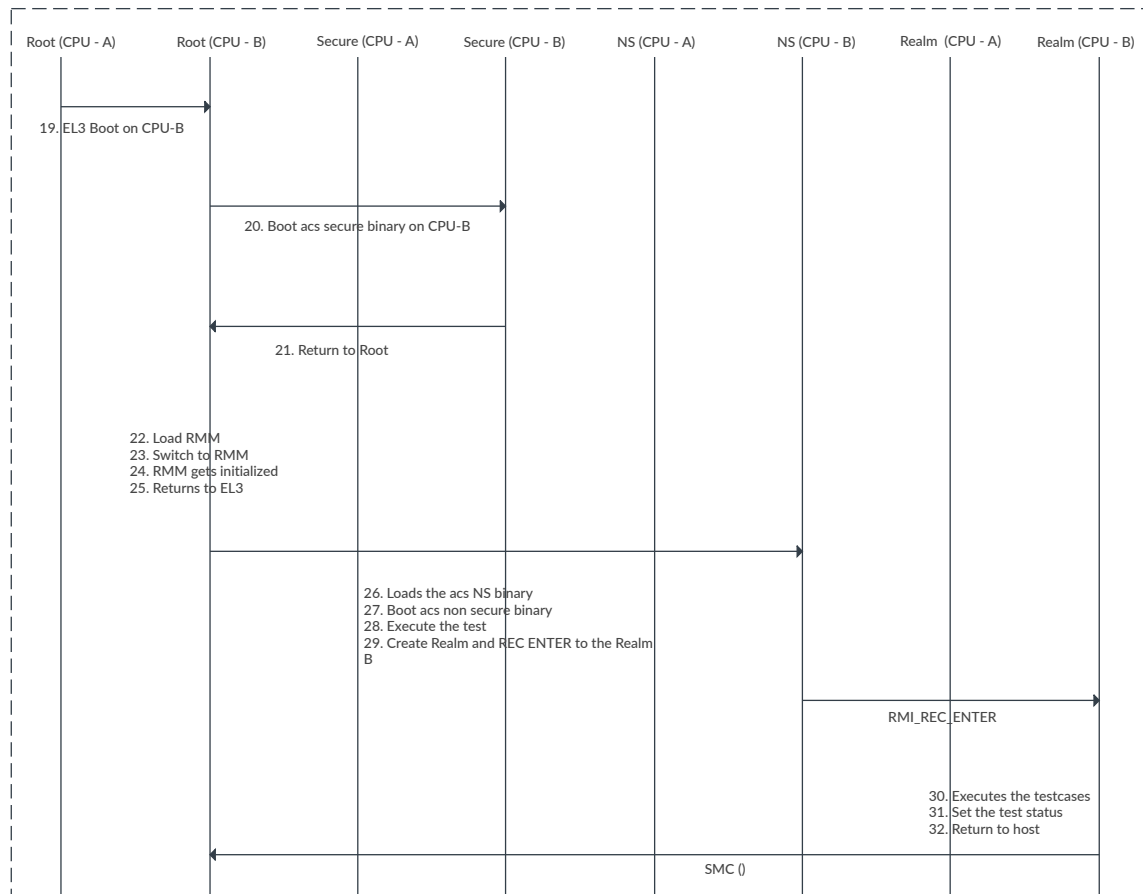 Root (CPU - A)
Root (CPU - B)
Secure (CPU - A)
Secure (CPU - B)
NS (CPU - A)
NS (CPU - B)
Realm (CPU - A)
Realm (CPU - B)
19. EL3 Boot on CPU-B
20. Boot acs secure binary on CPU-B
21. Return to Root
22. Load RMM
23. Switch to RMM
24. RMM gets initialized
25. Returns to EL3
26. Loads the acs NS binary
27. Boot acs non secure binary
28. Execute the test
29. Create Realm and REC ENTER to the Realm
B
RMI_REC_ENTER
30. Executes the testcases
31. Set the test status
32. Return to host
SMC ()